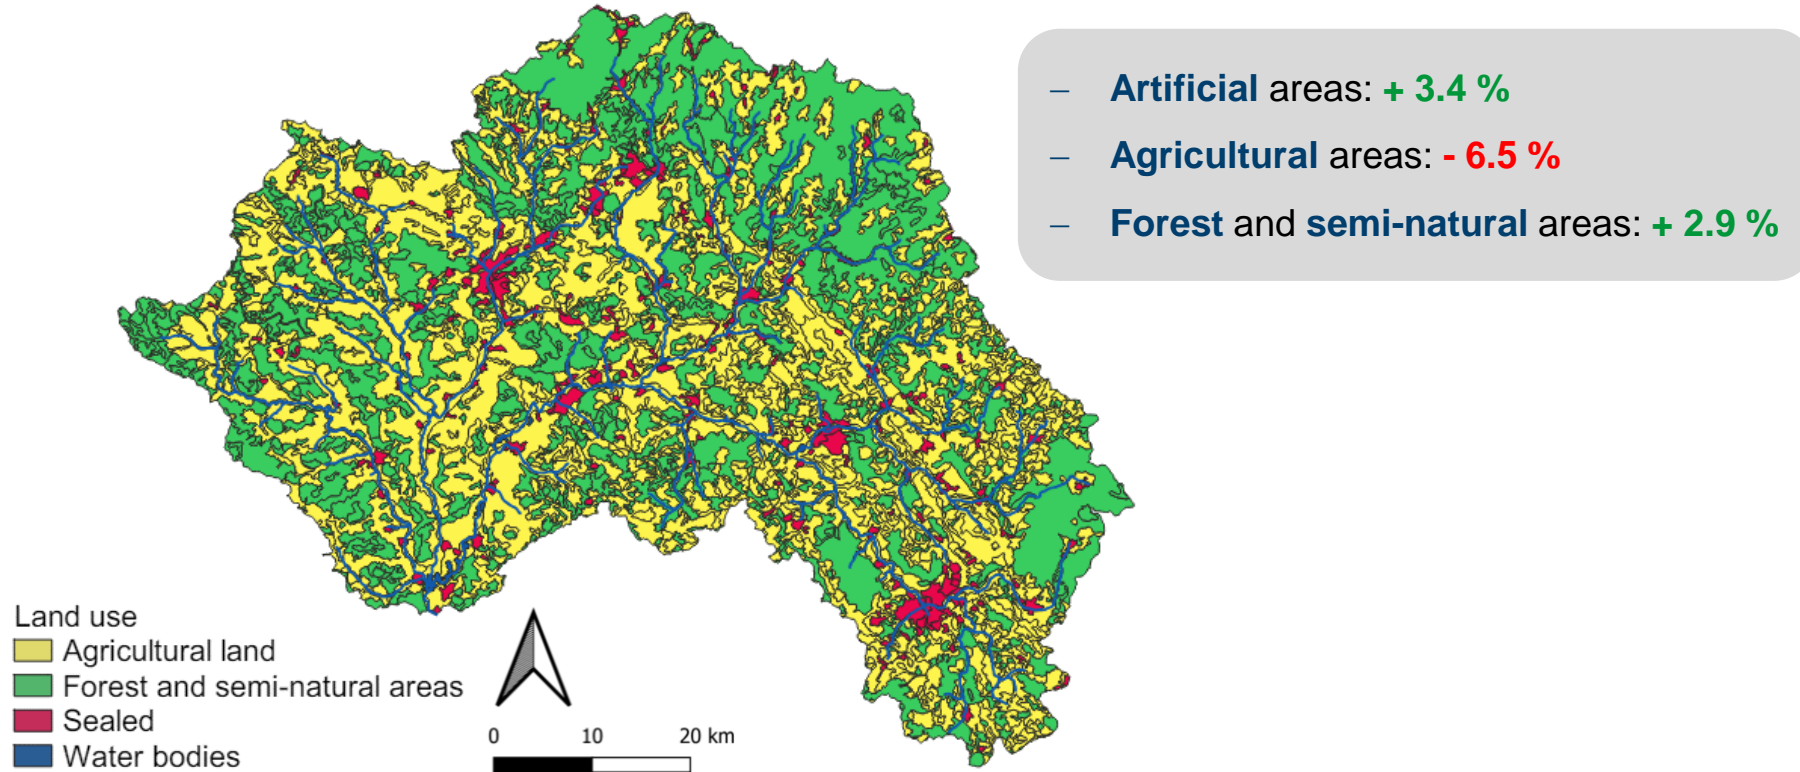 – Artificial areas: + 3.4 %
– Agricultural areas: - 6.5 %
– Forest and semi-natural areas: + 2.9 %
Land use
Agricultural land
Forest and semi-natural areas
Sealed
Water bodies
0 10 20 km